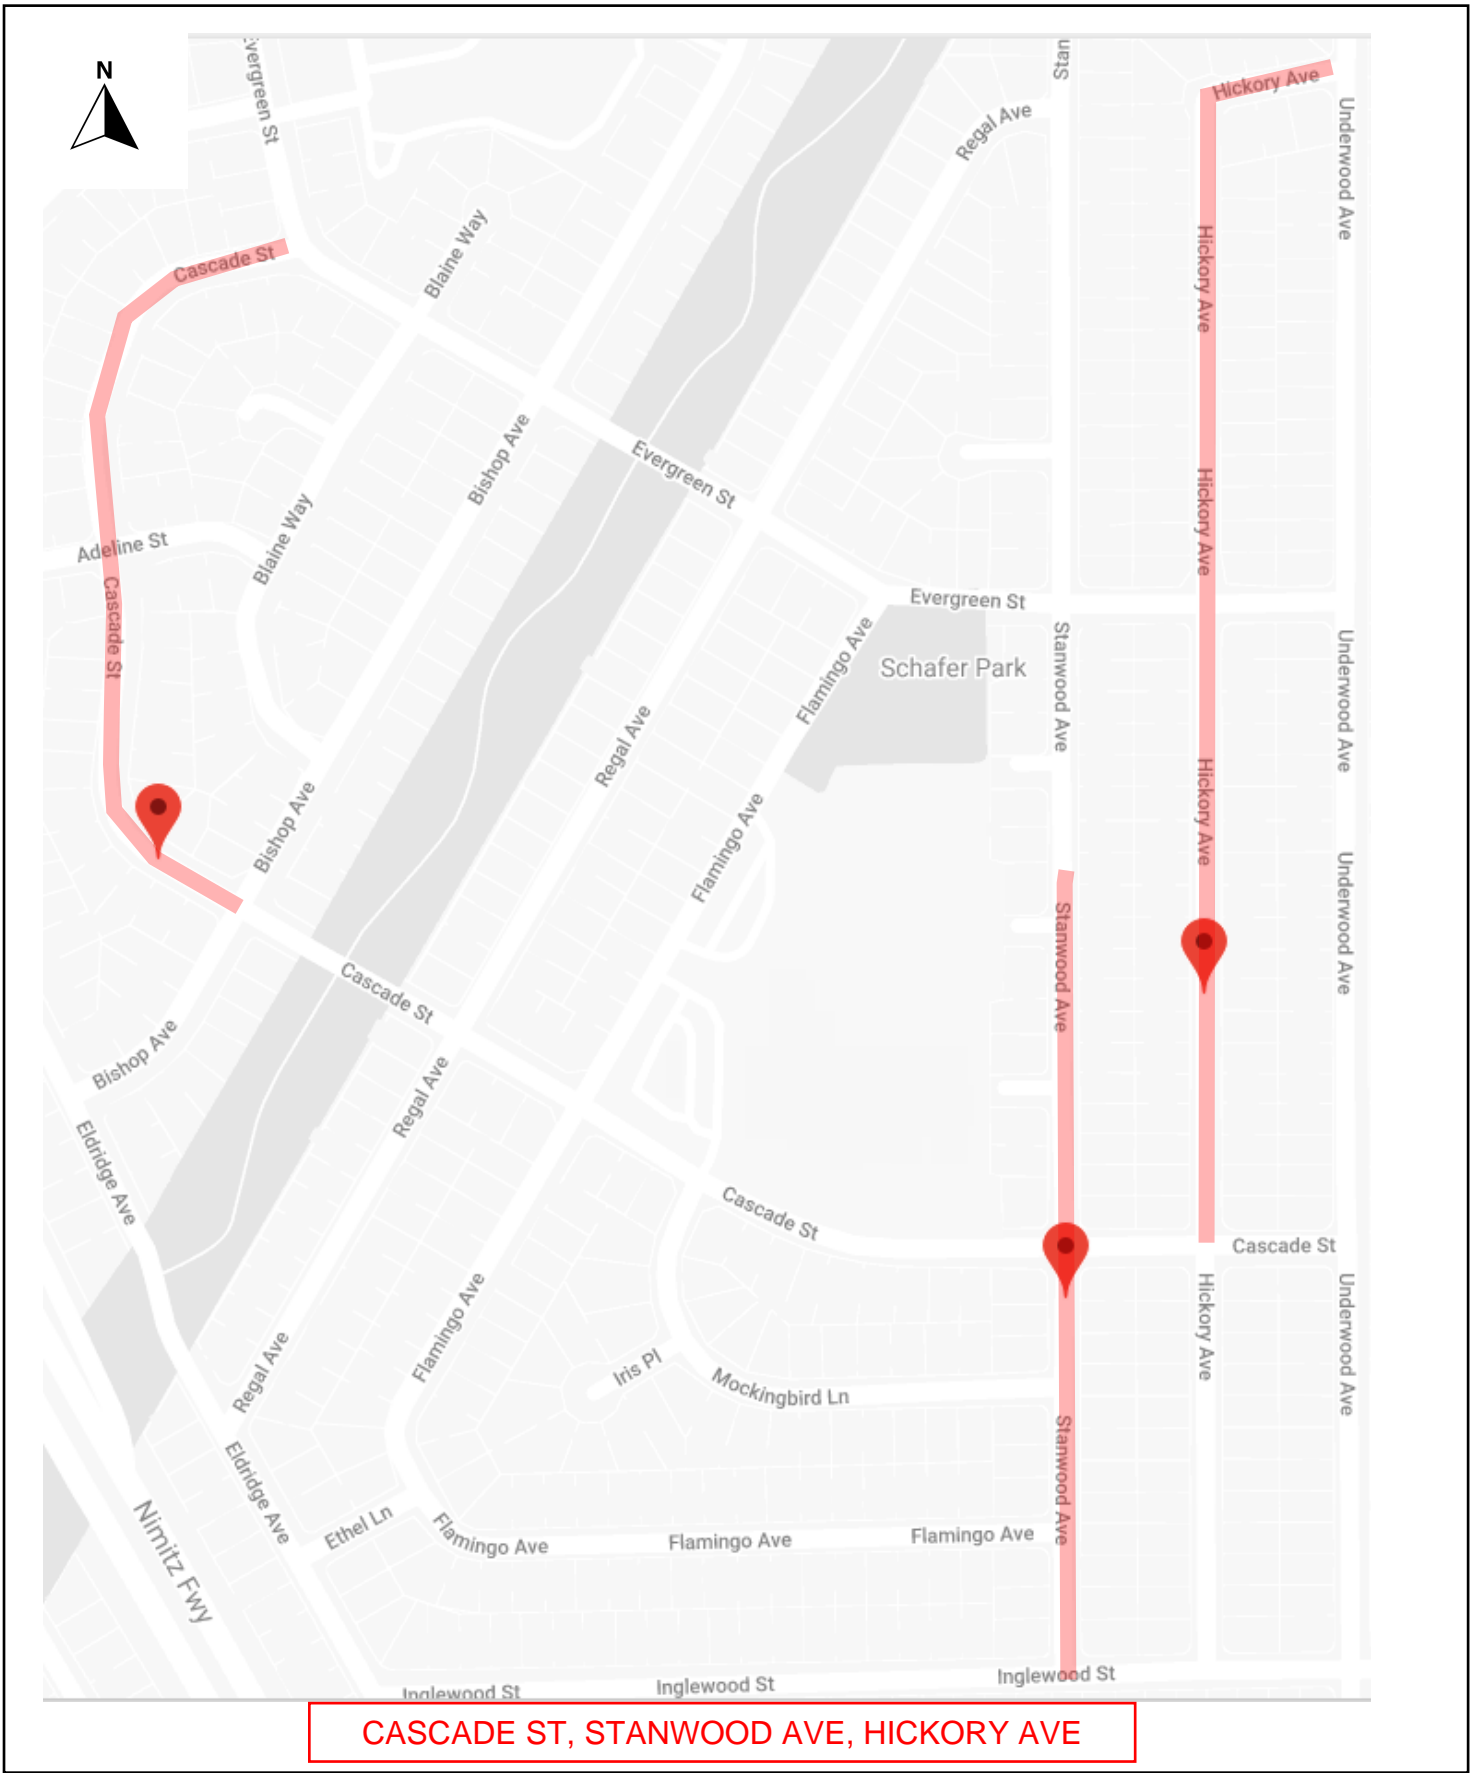 N
Evergreen St
Stan
Hickory Ave
Underwood Ave
Regal Ave
Cascade St
Blaine Way
Hickory Ave
Bishop Ave
Evergreen St
Hickory Ave
Adeline St
Blaine Way
Cascade St
Evergreen St
Schafer Park
Flamingo Ave
Stanwood Ave
Underwood Ave
Regal Ave
Hickory Ave
Bishop Ave
Flamingo Ave
Underwood Ave
Stanwood Ave
Cascade St
Bishop Ave
Regal Ave
Eldridge Ave
Cascade St
Cascade St
Flamingo Ave
Hickory Ave
Underwood Ave
Regal Ave
Iris Pl
Mockingbird Ln
Stanwood Ave
Eldridge Ave
Nimitz Fwy
Ethel Ln
Flamingo Ave
Flamingo Ave
Flamingo Ave
Inglewood St
Inglewood St
Inglewood St
CASCADE ST, STANWOOD AVE, HICKORY AVE